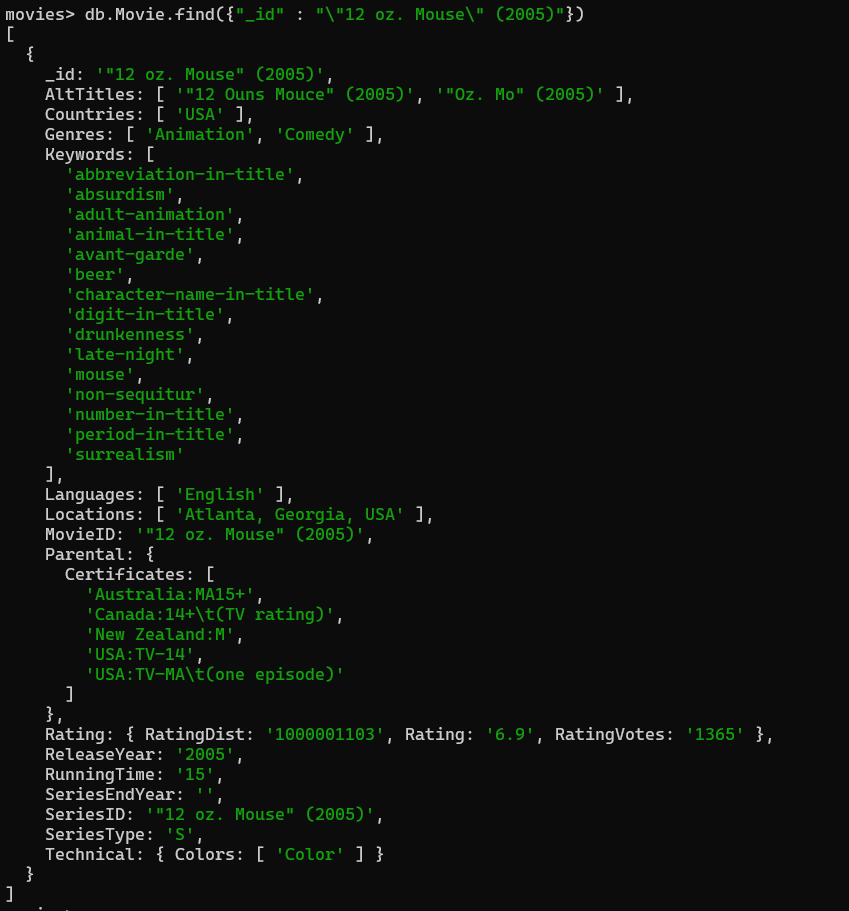 movies> db.Movie.find({"_id" : "\"12 oz. Mouse\" (2005)"})
[
  {
    _id: '"12 oz. Mouse" (2005)',
    AltTitles: [ '"12 Ouns Mouce" (2005)', '"Oz. Mo" (2005)' ],
    Countries: [ 'USA' ],
    Genres: [ 'Animation', 'Comedy' ],
    Keywords: [
      'abbreviation-in-title',
      'absurdism',
      'adult-animation',
      'animal-in-title',
      'avant-garde',
      'beer',
      'character-name-in-title',
      'digit-in-title',
      'drunkenness',
      'late-night',
      'mouse',
      'non-sequitur',
      'number-in-title',
      'period-in-title',
      'surrealism'
    ],
    Languages: [ 'English' ],
    Locations: [ 'Atlanta, Georgia, USA' ],
    MovieID: '"12 oz. Mouse" (2005)',
    Parental: {
      Certificates: [
        'Australia:MA15+',
        'Canada:14+\t(TV rating)',
        'New Zealand:M',
        'USA:TV-14',
        'USA:TV-MA\t(one episode)'
      ]
    },
    Rating: { RatingDist: '1000001103', Rating: '6.9', RatingVotes: '1365' },
    ReleaseYear: '2005',
    RunningTime: '15',
    SeriesEndYear: '',
    SeriesID: '"12 oz. Mouse" (2005)',
    SeriesType: 'S',
    Technical: { Colors: [ 'Color' ] }
  }
]